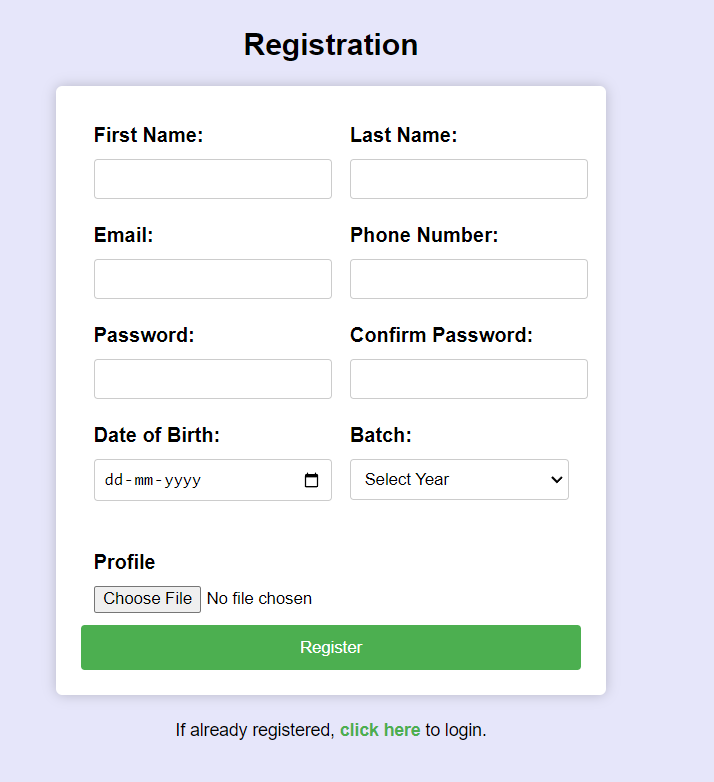 Registration
First Name: Last Name:
Email: Phone Number:
Password: Confirm Password:
Date of Birth: Batch:
dd-mm-yyyy Select Year
Profile
Choose File No file chosen
Register
If already registered, click here to login.